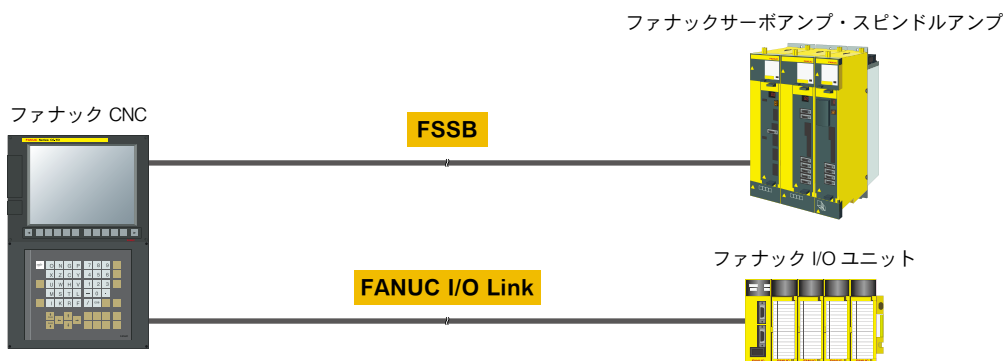 ファナックサーボアンプ・スピンドルアンプ
ファナック CNC
FSSB
ファナック I/O ユニット
FANUC I/O Link